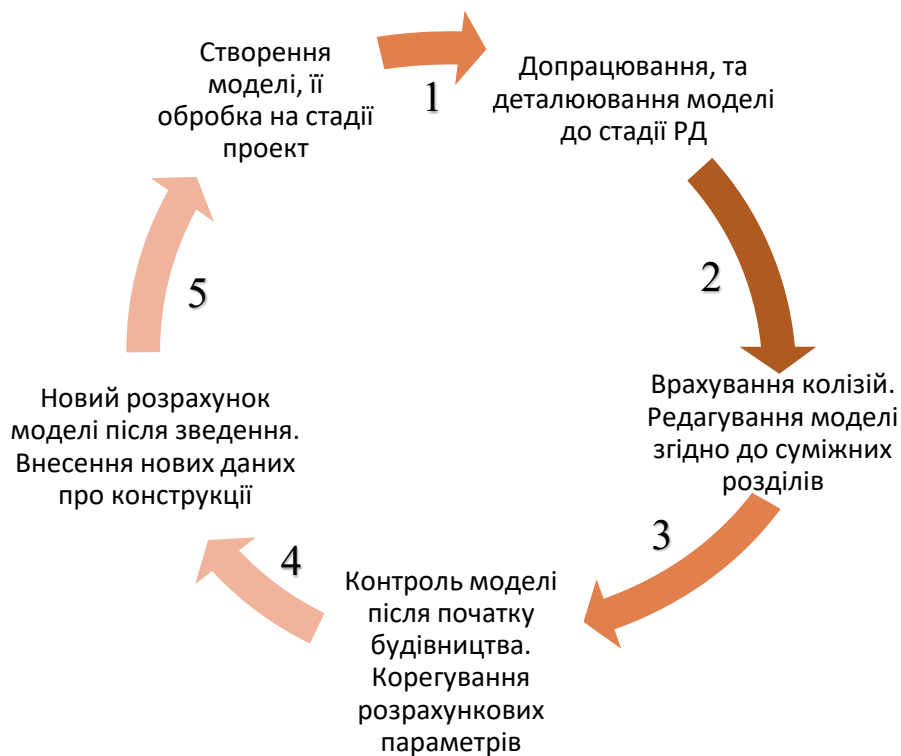 Створення
моделі, її
обробка на стадії
проект
1
Допрацювання, та
деталюювання моделі
до стадії РД
2
Врахування колізій.
Редагування моделі
згідно до суміжних
розділів
3
Контроль моделі
після початку
будівництва.
Корегування
розрахункових
параметрів
4
Новий розрахунок
моделі після зведення.
Внесення нових даних
про конструкції
5